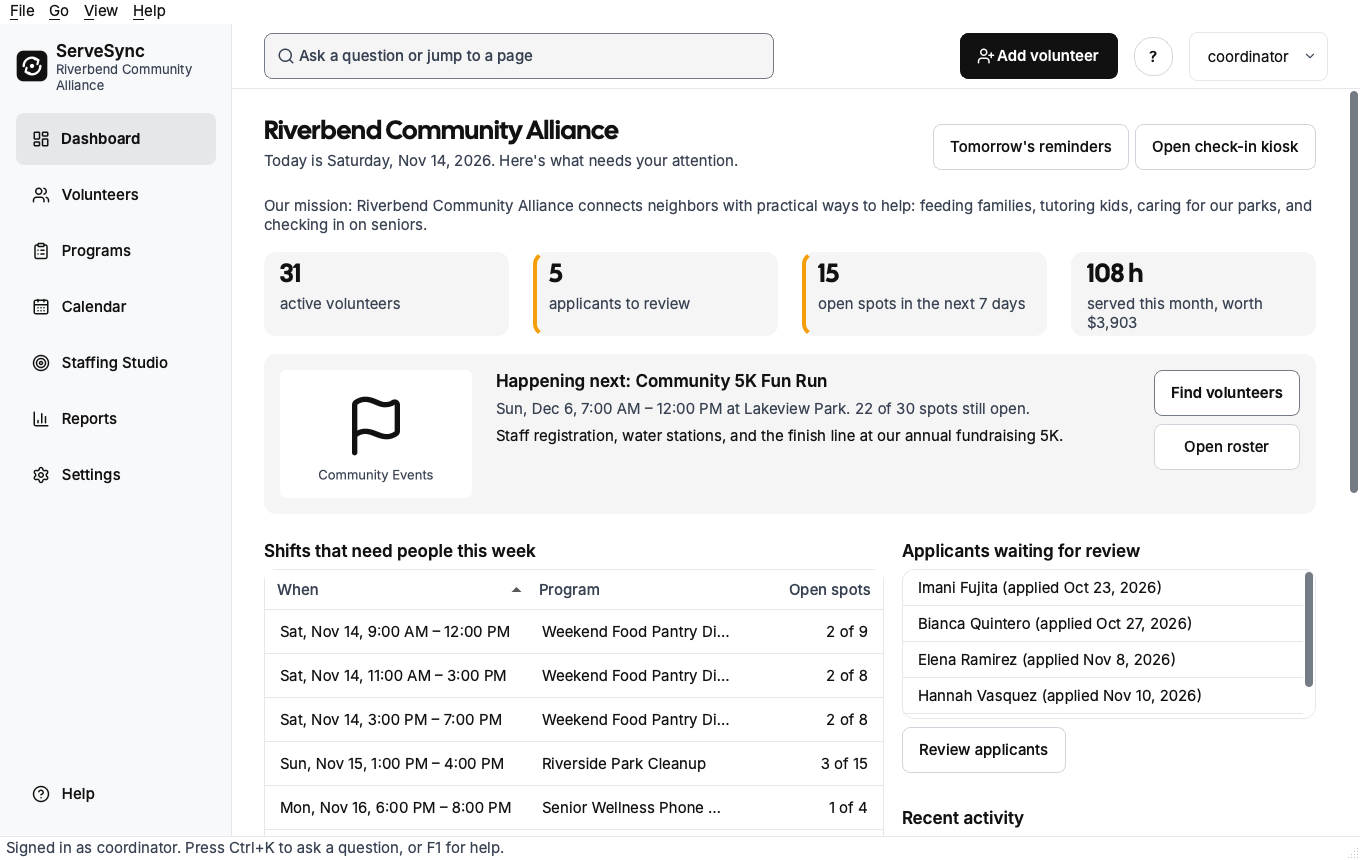 File Go View Help
ServeSync
Riverbend Community
Alliance
Ask a question or jump to a page
Add volunteer
?
coordinator
Dashboard
Volunteers
Programs
Calendar
Staffing Studio
Reports
Settings
Help
Riverbend Community Alliance
Today is Saturday, Nov 14, 2026. Here's what needs your attention.
Tomorrow's reminders
Open check-in kiosk
Our mission: Riverbend Community Alliance connects neighbors with practical ways to help: feeding families, tutoring kids, caring for our parks, and
checking in on seniors.
31
active volunteers
5
applicants to review
15
open spots in the next 7 days
108 h
served this month, worth
$3,903
Community Events
Happening next: Community 5K Fun Run
Sun, Dec 6, 7:00 AM – 12:00 PM at Lakeview Park. 22 of 30 spots still open.
Staff registration, water stations, and the finish line at our annual fundraising 5K.
Find volunteers
Open roster
Shifts that need people this week
When Program Open spots
Sat, Nov 14, 9:00 AM – 12:00 PM Weekend Food Pantry Di... 2 of 9
Sat, Nov 14, 11:00 AM – 3:00 PM Weekend Food Pantry Di... 2 of 8
Sat, Nov 14, 3:00 PM – 7:00 PM Weekend Food Pantry Di... 2 of 8
Sun, Nov 15, 1:00 PM – 4:00 PM Riverside Park Cleanup 3 of 15
Mon, Nov 16, 6:00 PM – 8:00 PM Senior Wellness Phone ... 1 of 4
Applicants waiting for review
Imani Fujita (applied Oct 23, 2026)
Bianca Quintero (applied Oct 27, 2026)
Elena Ramirez (applied Nov 8, 2026)
Hannah Vasquez (applied Nov 10, 2026)
Review applicants
Recent activity
Signed in as coordinator. Press Ctrl+K to ask a question, or F1 for help.